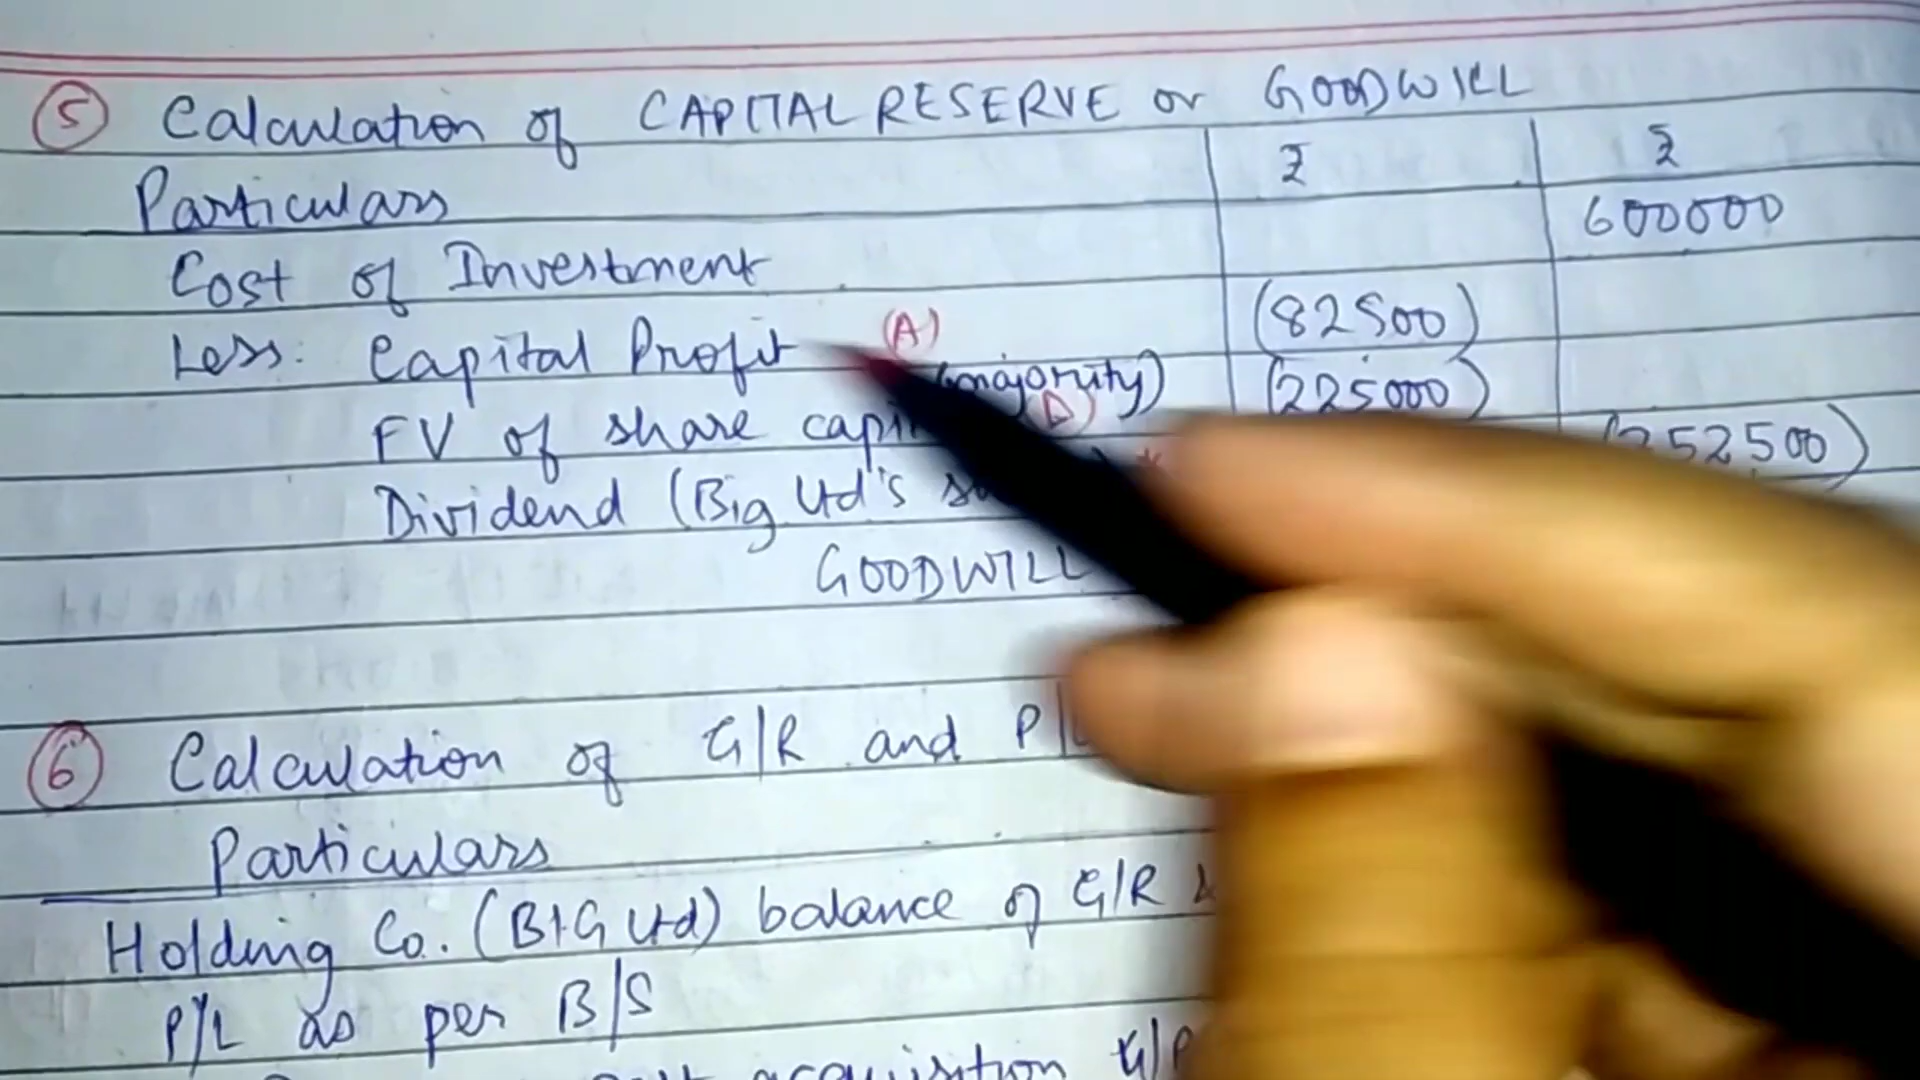 5 Calculation of CAPITAL RESERVE or GOODWILL
Particulars ₹ ₹
Cost of Investment 600000
Less: Capital Profit (A) (majority) (82500)
FV of share (D) (225000)
Dividend (Big Ltd's * 252500)
GOODWILL
6 Calculation of G/R and
Particulars
Holding Co. (BIG Ltd) balance of G/R &
P/L as per B/S
acquisition